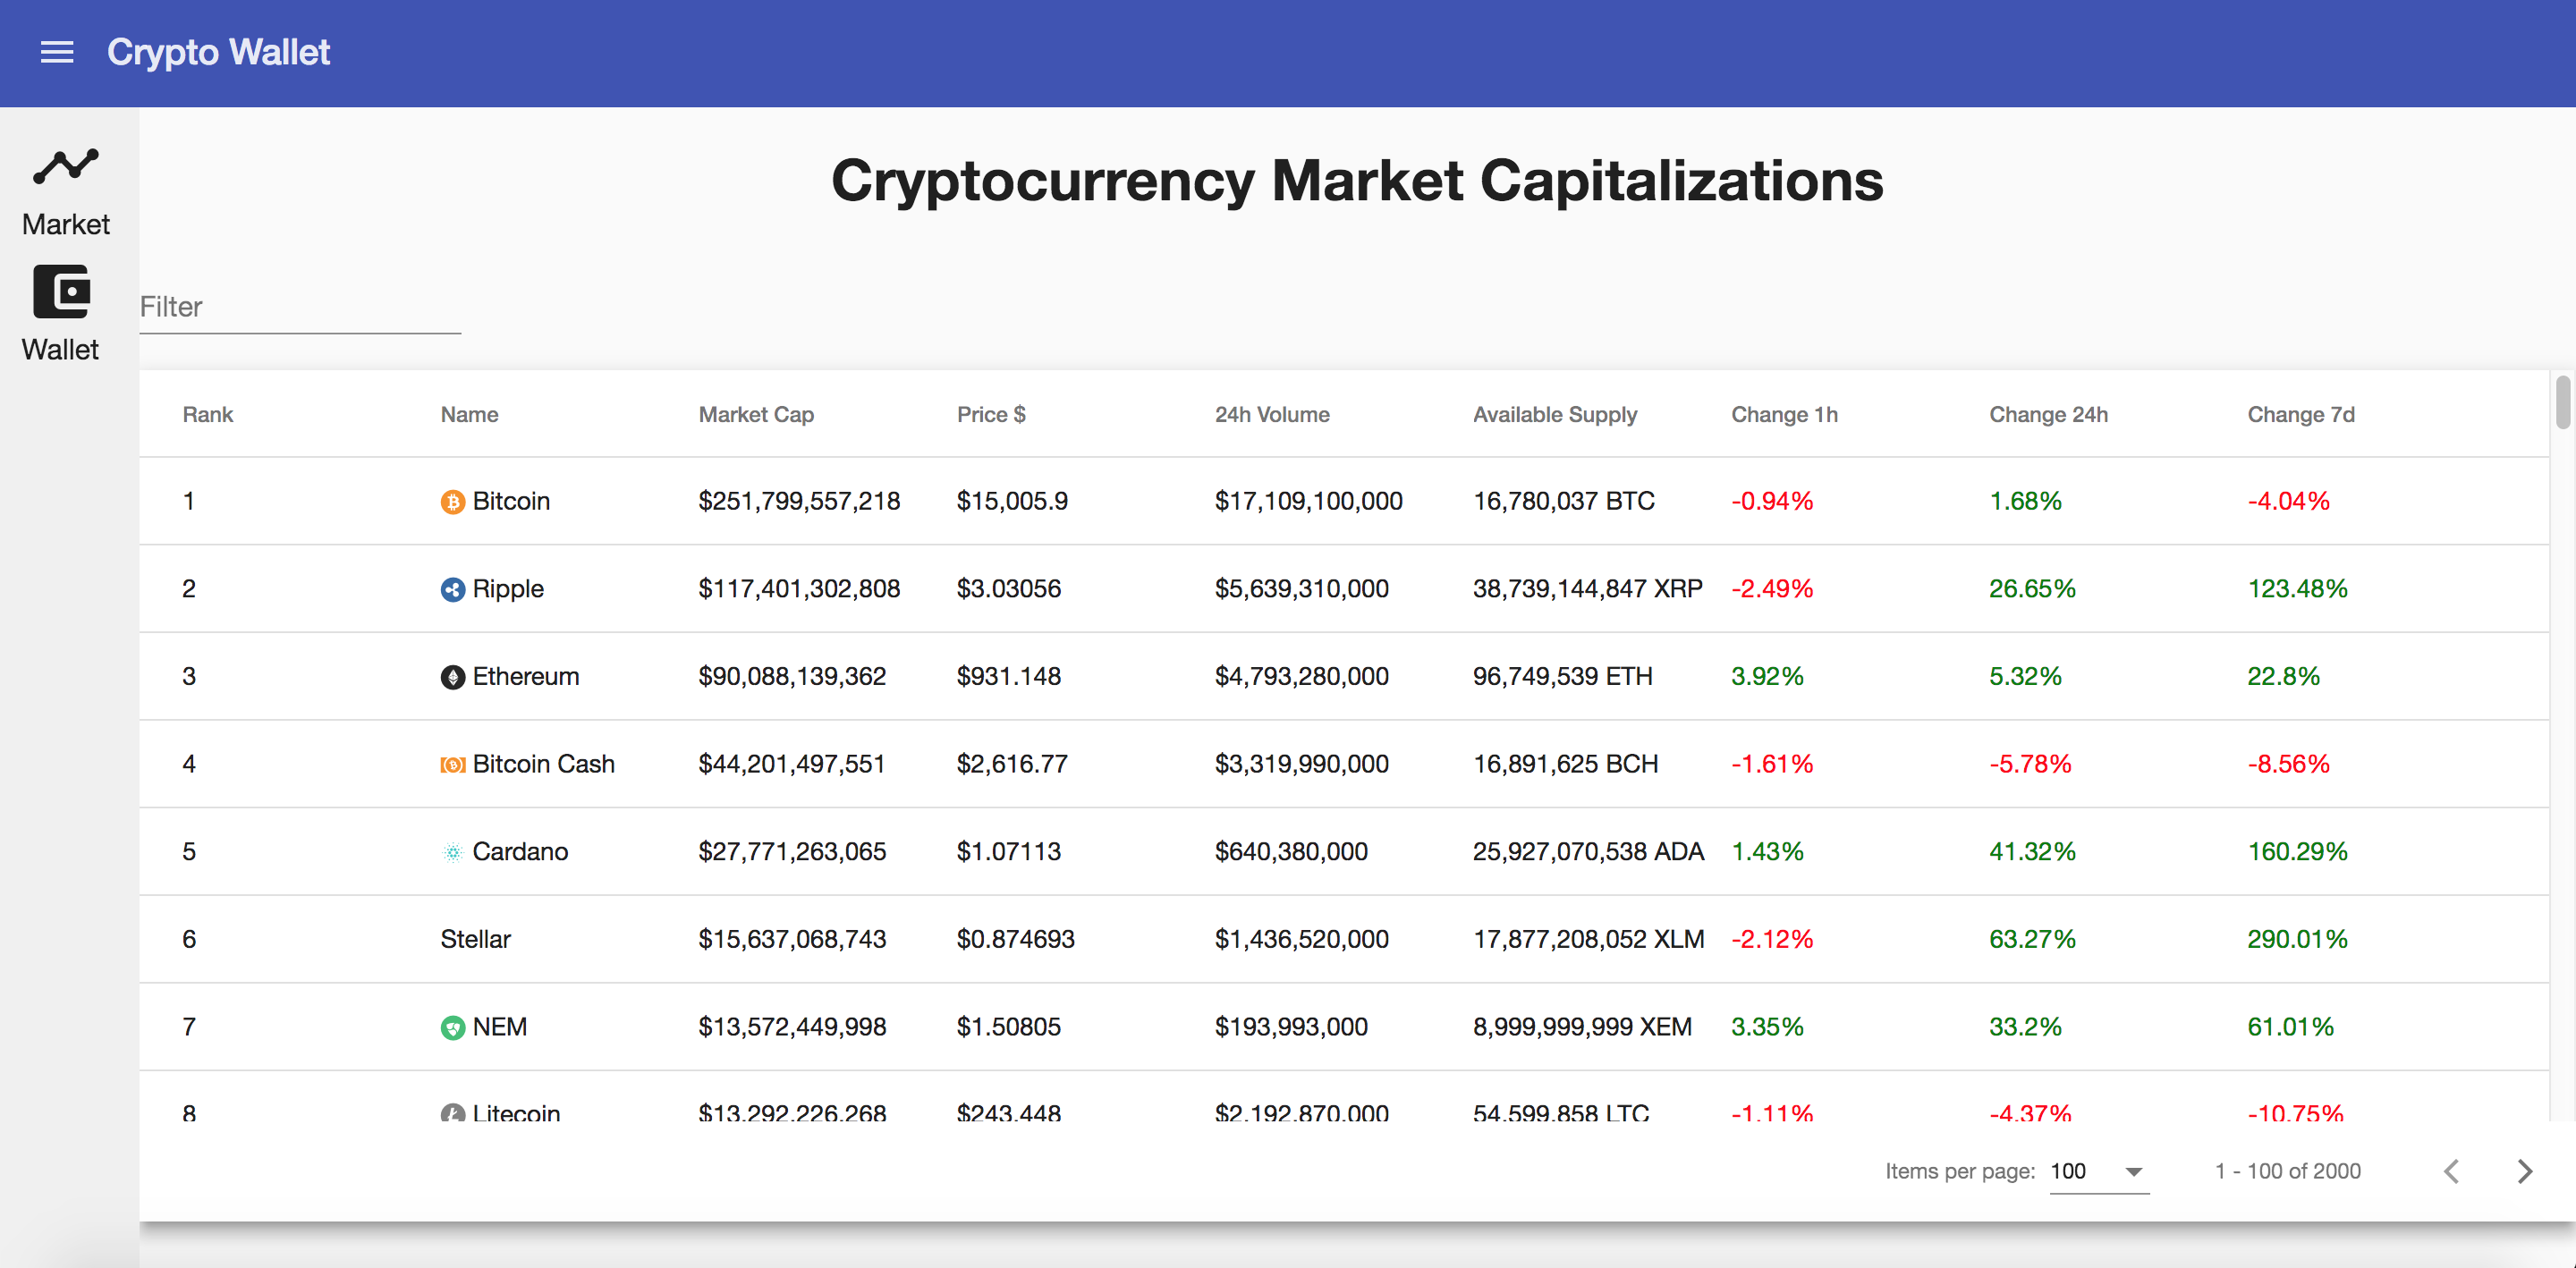 Crypto Wallet
Market
Wallet
Cryptocurrency Market Capitalizations
Filter
Rank Name Market Cap Price $ 24h Volume Available Supply Change 1h Change 24h Change 7d
1 Bitcoin $251,799,557,218 $15,005.9 $17,109,100,000 16,780,037 BTC -0.94% 1.68% -4.04%
2 Ripple $117,401,302,808 $3.03056 $5,639,310,000 38,739,144,847 XRP -2.49% 26.65% 123.48%
3 Ethereum $90,088,139,362 $931.148 $4,793,280,000 96,749,539 ETH 3.92% 5.32% 22.8%
4 Bitcoin Cash $44,201,497,551 $2,616.77 $3,319,990,000 16,891,625 BCH -1.61% -5.78% -8.56%
5 Cardano $27,771,263,065 $1.07113 $640,380,000 25,927,070,538 ADA 1.43% 41.32% 160.29%
6 Stellar $15,637,068,743 $0.874693 $1,436,520,000 17,877,208,052 XLM -2.12% 63.27% 290.01%
7 NEM $13,572,449,998 $1.50805 $193,993,000 8,999,999,999 XEM 3.35% 33.2% 61.01%
8 Litecoin $13,292,226,268 $243.448 $2,192,870,000 54,599,858 LTC -1.11% -4.37% -10.75%
Items per page: 100 1 - 100 of 2000